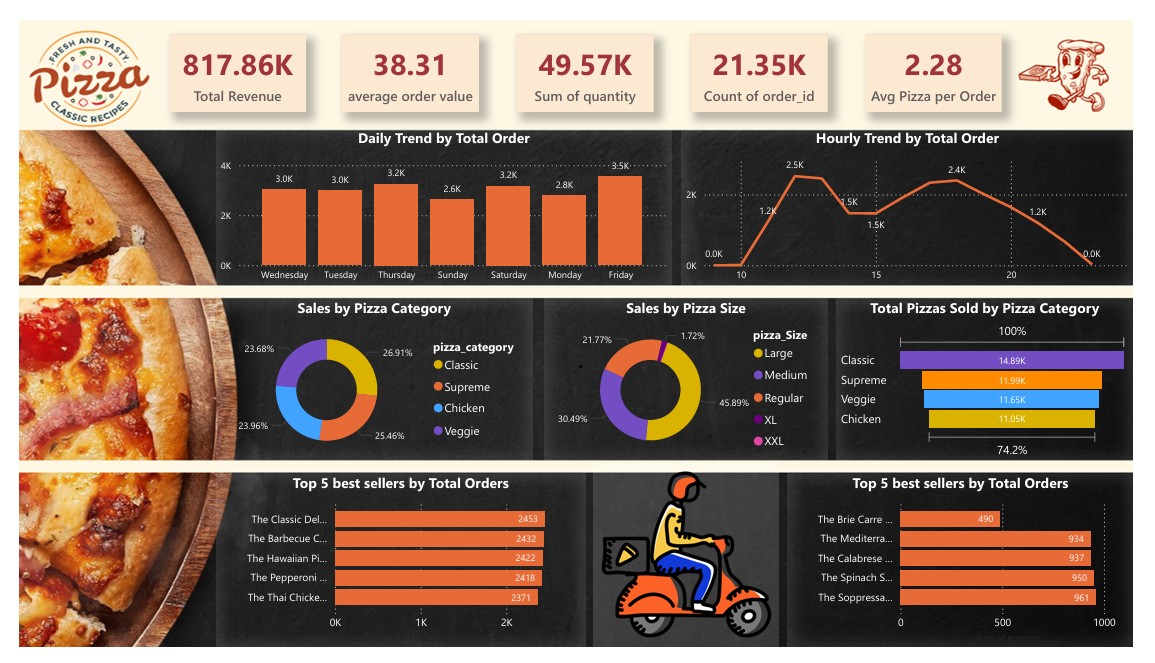 FRESH AND TASTY
Pizza
CLASSIC RECIPES
817.86K
Total Revenue
38.31
average order value
49.57K
Sum of quantity
21.35K
Count of order_id
2.28
Avg Pizza per Order
Daily Trend by Total Order
4K
2K
0K
3.0K
3.0K
3.2K
2.6K
3.2K
2.8K
3.5K
Wednesday
Tuesday
Thursday
Sunday
Saturday
Monday
Friday
Hourly Trend by Total Order
2K
0K
0.0K
1.2K
2.5K
1.5K
1.5K
2.4K
1.2K
0.0K
10
15
20
Sales by Pizza Category
23.68%
26.91%
23.96%
25.46%
pizza_category
Classic
Supreme
Chicken
Veggie
Sales by Pizza Size
21.77%
1.72%
30.49%
45.89%
pizza_Size
Large
Medium
Regular
XL
XXL
Total Pizzas Sold by Pizza Category
100%
Classic 14.89K
Supreme 11.99K
Veggie 11.65K
Chicken 11.05K
74.2%
Top 5 best sellers by Total Orders
The Classic Del... 2453
The Barbecue C... 2432
The Hawaiian Pi... 2422
The Pepperoni ... 2418
The Thai Chicke... 2371
0K 1K 2K
Top 5 best sellers by Total Orders
The Brie Carre ... 490
The Mediterra... 934
The Calabrese ... 937
The Spinach S... 950
The Soppressa... 961
0 500 1000
Sum of quantity